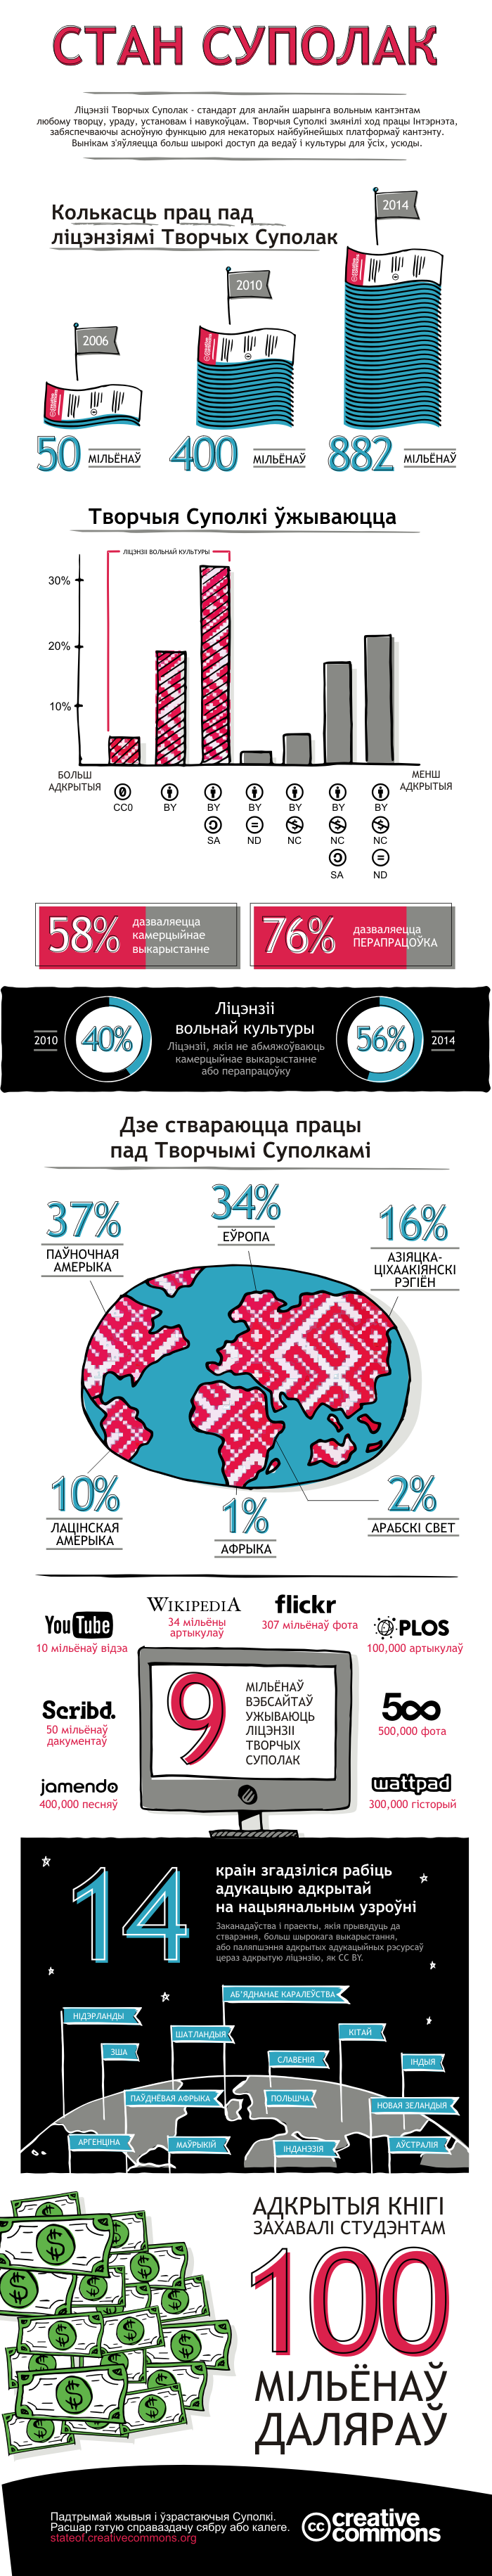 СТАН СУПОЛАК
Ліцэнзіі Творчых Суполак - стандарт для анлайн шарынга вольным кантэнтам
любому творцу, ураду, установам і навукоўцам. Творчыя Суполкі змянілі ход працы Інтэрнэта,
забяспечваючы асноўную функцыю для некаторых найбуйнейшых платформаў кантэнту.
Вынікам з'яўляецца больш шырокі доступ да ведаў і культуры для ўсіх, усюды.
Колькасць прац пад
ліцэнзіямі Творчых Суполак
2014
2010
2006
50 МІЛЬЁНАЎ
400 МІЛЬЁНАЎ
882 МІЛЬЁНАЎ
Творчыя Суполкі ўжываюцца
ЛІЦЭНЗІІ ВОЛЬНАЙ КУЛЬТУРЫ
30%
20%
10%
БОЛЬШ
АДКРЫТЫЯ
МЕНШ
АДКРЫТЫЯ
CC0 BY BY BY BY BY BY
SA ND NC NC NC
SA ND
58% дазваляецца
камерцыйнае
выкарыстанне
76% дазваляецца
ПЕРАПРАЦОЎКА
Ліцэнзіі
вольнай культуры
Ліцэнзіі, якія не абмяжоўваюць
камерцыйнае выкарыстанне
або перапрацоўку
2010 40%
56% 2014
Дзе ствараюцца працы
пад Творчымі Суполкамі
37%
ПАЎНОЧНАЯ
АМЕРЫКА
34%
ЕЎРОПА
16%
АЗІЯЦКА-
ЦІХААКІЯНСКІ
РЭГІЁН
10%
ЛАЦІНСКАЯ
АМЕРЫКА
1%
АФРЫКА
2%
АРАБСКІ СВЕТ
YouTube
10 мільёнаў відэа
WIKIPEDIA
34 мільёны
артыкулаў
flickr
307 мільёнаў фота
PLOS
100,000 артыкулаў
Scribd.
50 мільёнаў
дакументаў
9
МІЛЬЁНАЎ
ВЭБСАЙТАЎ
УЖЫВАЮЦЬ
ЛІЦЭНЗІІ
ТВОРЧЫХ
СУПОЛАК
500
500,000 фота
jamendo
400,000 песняў
wattpad
300,000 гісторый
14
краін згадзіліся рабіць
адукацыю адкрытай
на нацыянальным узроўні
Заканадаўства і праекты, якія прывядуць да
стварэння, больш шырокага выкарыстання,
або паляпшэння адкрытых адукацыйных рэсурсаў
цераз адкрытую ліцэнзію, як CC BY.
АБ'ЯДНАНАЕ КАРАЛЕЎСТВА
НІДЭРЛАНДЫ
ШАТЛАНДЫЯ
КІТАЙ
ЗША
СЛАВЕНІЯ
ІНДЫЯ
ПАЎДНЁВАЯ АФРЫКА
ПОЛЬШЧА
НОВАЯ ЗЕЛАНДЫЯ
АРГЕНЦІНА
МАЎРЫКІЙ
ІНДАНЭЗІЯ
АЎСТРАЛІЯ
АДКРЫТЫЯ КНІГІ
ЗАХАВАЛІ СТУДЭНТАМ
100
МІЛЬЁНАЎ
ДАЛЯРАЎ
Падтрымай жывыя і ўзрастаючыя Суполкі.
Расшар гэтую справаздачу сябру або калеге.
stateof.creativecommons.org
cc creative
commons